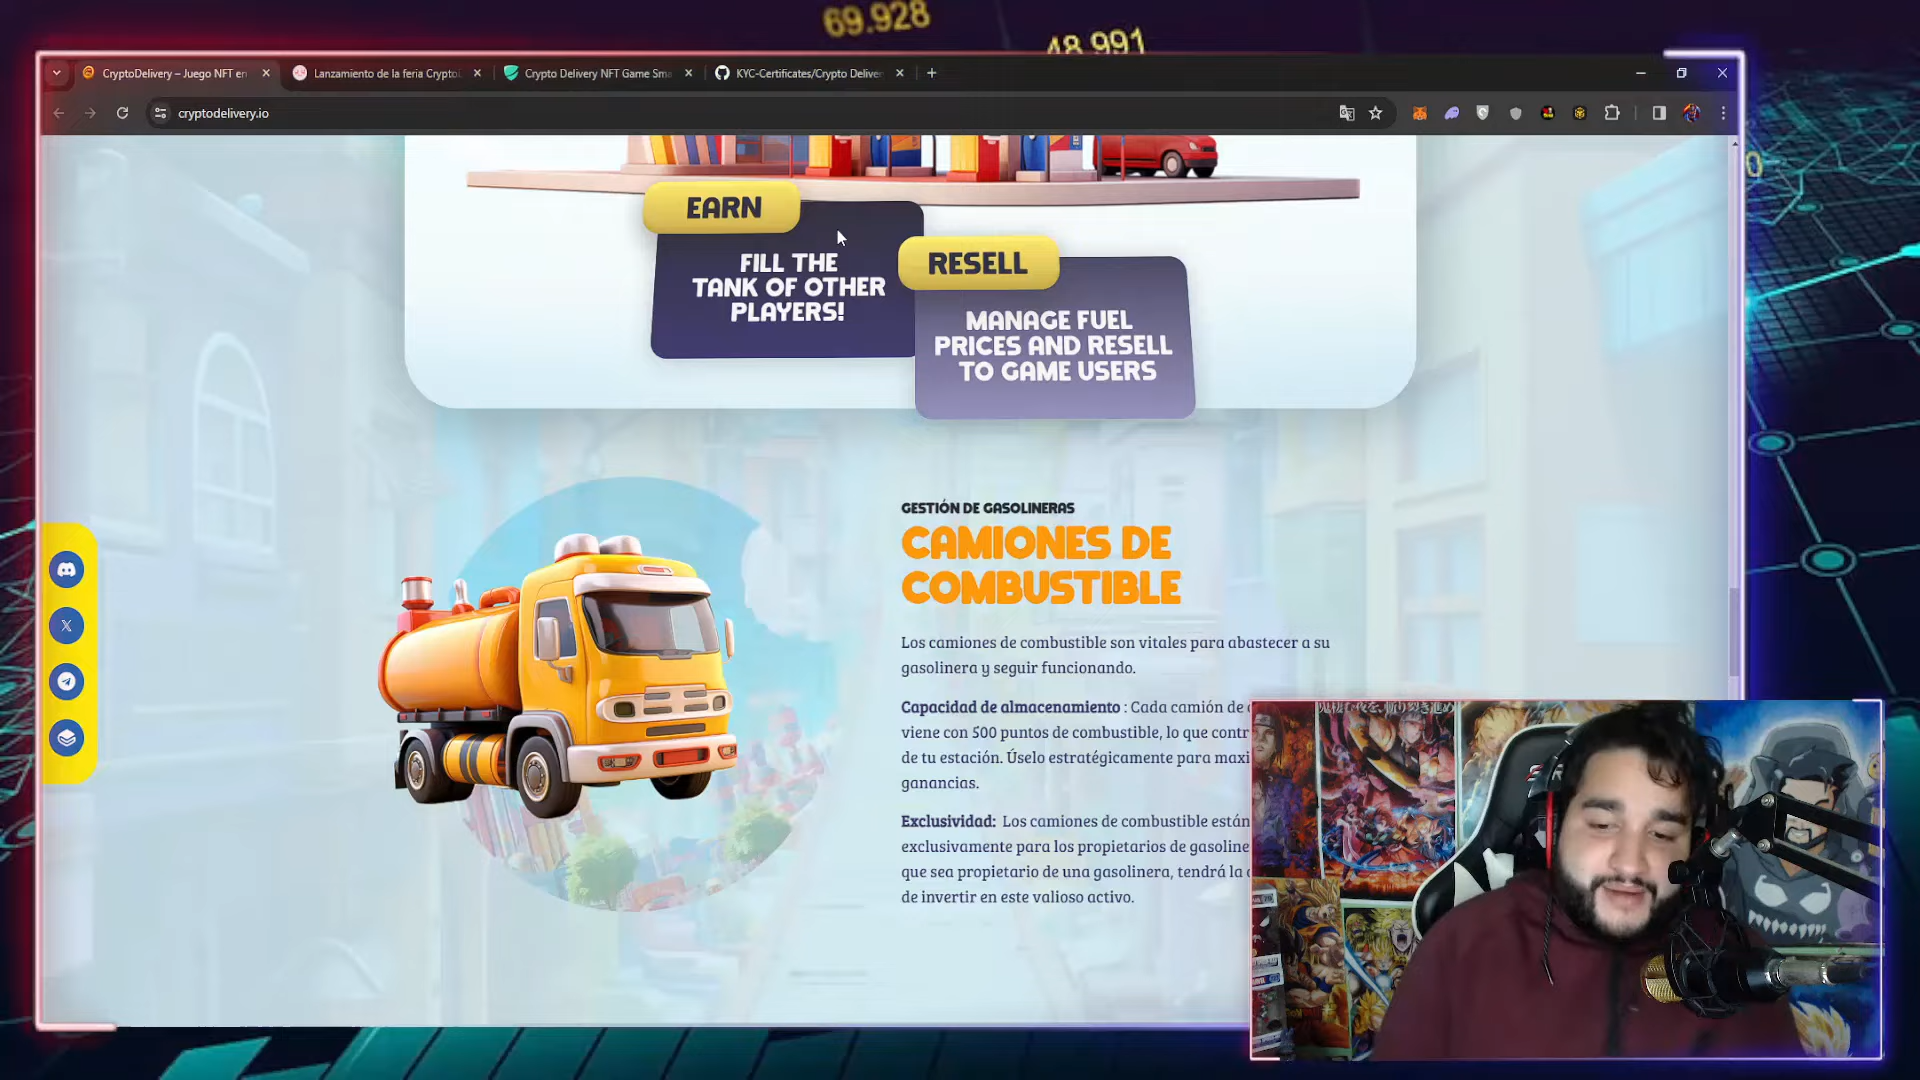 69.928
48.991
CryptoDelivery – Juego NFT en
Lanzamiento de la feria Crypto
Crypto Delivery NFT Game Sma
KYC-Certificates/Crypto Deliver
cryptodelivery.io
EARN
FILL THE
TANK OF OTHER
PLAYERS!
RESELL
MANAGE FUEL
PRICES AND RESELL
TO GAME USERS
GESTIÓN DE GASOLINERAS
CAMIONES DE
COMBUSTIBLE
Los camiones de combustible son vitales para abastecer a su
gasolinera y seguir funcionando.
Capacidad de almacenamiento : Cada camión de
viene con 500 puntos de combustible, lo que contr
de tu estación. Úselo estratégicamente para maxi
ganancias.
Exclusividad: Los camiones de combustible están
exclusivamente para los propietarios de gasoline
que sea propietario de una gasolinera, tendrá la
de invertir en este valioso activo.